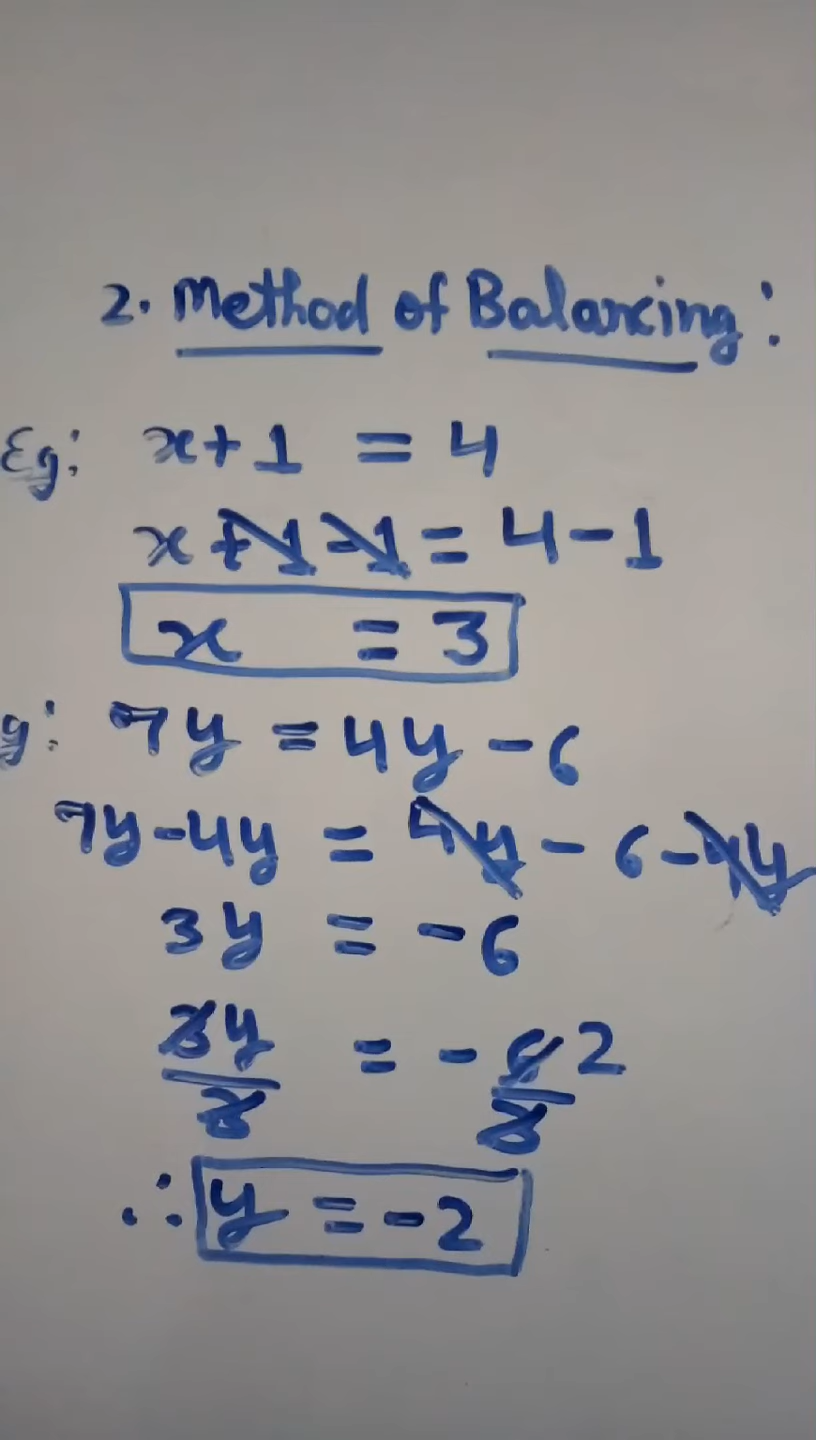 2. Method of Balancing:
Eg: x+1 = 4
x+1-1 = 4-1
x = 3
g: 7y = 4y - 6
7y-4y = 4y - 6 - 4y
3y = -6
3y/3 = -6/3 2
∴ y = -2